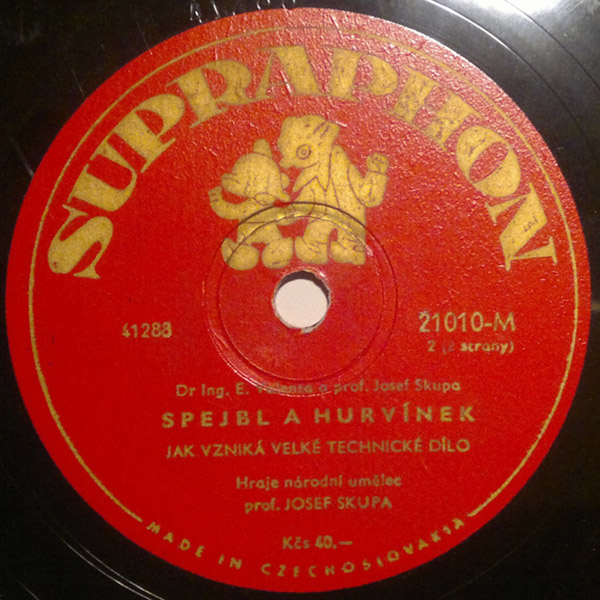 SUPRAPHON
41288
21010-M
2 (2 strany)
Dr Ing. E. Valenta a prof. Josef Skupa
SPEJBL A HURVÍNEK
JAK VZNIKÁ VELKÉ TECHNICKÉ DÍLO
Hraje národní umělec
prof. JOSEF SKUPA
Kčs 40.—
MADE IN CZECHOSLOVAKIA